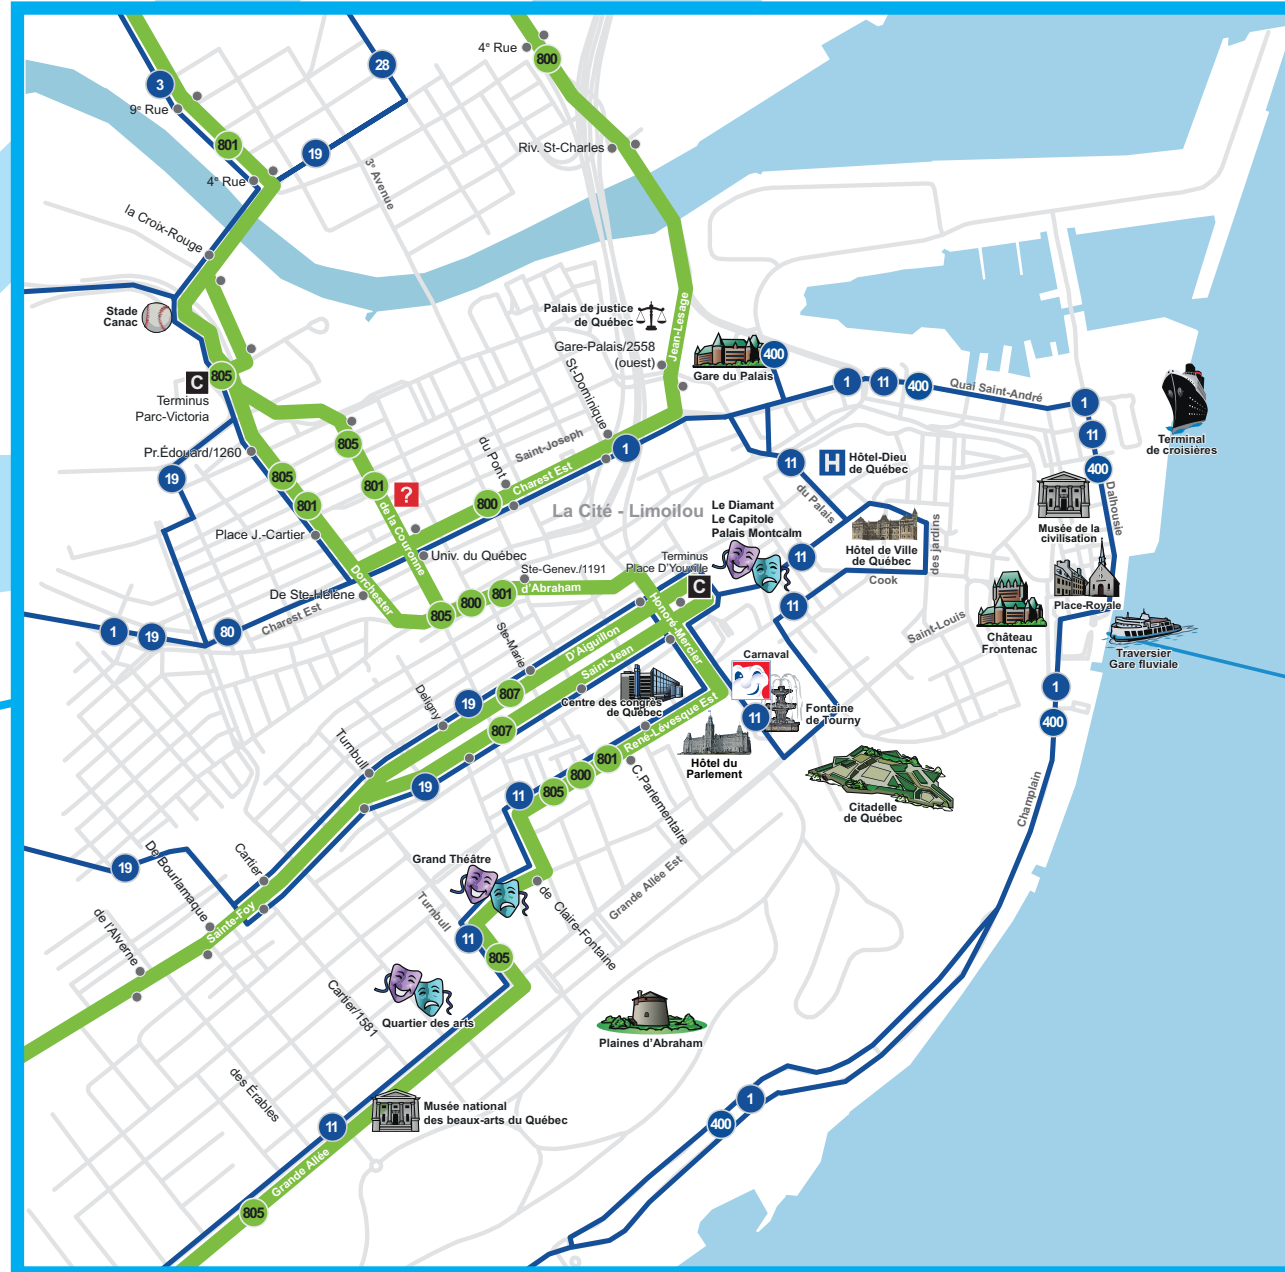 4e Rue
800
28
3
9e Rue
801
19
Riv. St-Charles
3e Avenue
4e Rue
la Croix-Rouge
Stade
Canac
Palais de justice
de Québec
Jean-Lesage
Gare-Palais/2558
(ouest)
400
Gare du Palais
1
11
400
Quai Saint-André
1
11
400
Dalhousie
Terminal
de croisières
C
805
Terminus
Parc-Victoria
St-Dominique
Saint-Joseph
du Pont
Charest Est
1
805
Pr.Édouard/1260
19
805
801
801
?
de la Couronne
800
La Cité - Limoilou
11
H
Hôtel-Dieu
de Québec
du Palais
Le Diamant
Le Capitole
Palais Montcalm
Musée de la
civilisation
Hôtel de Ville
de Québec
des jardins
Cook
Place J.-Cartier
Univ. du Québec
Ste-Genev./1191
Terminus
Place D'Youville
C
11
11
De Ste-Hélène
Dorchester
Charest Est
805
800
801
d'Abraham
Honoré-Mercier
Place-Royale
Saint-Louis
Château
Frontenac
Traversier
Gare fluviale
1
19
80
Ste-Marie
D'Aiguillon
Saint-Jean
Carnaval
Centre des congrès
de Québec
Fontaine
de Tourny
11
1
400
19
807
807
Deligny
Turnbull
René-Lévesque Est
Hôtel du
Parlement
801
800
805
11
19
C.Parlementaire
Citadelle
de Québec
Champlain
19
De Bourlamaque
Cartier
Grand Théâtre
Turnbull
de Claire-Fontaine
Grande Allée Est
de l'Alverne
Sainte-Foy
11
805
Cartier/1581
Quartier des arts
Plaines d'Abraham
des Érables
Musée national
des beaux-arts du Québec
11
Grande Allée
805
1
400